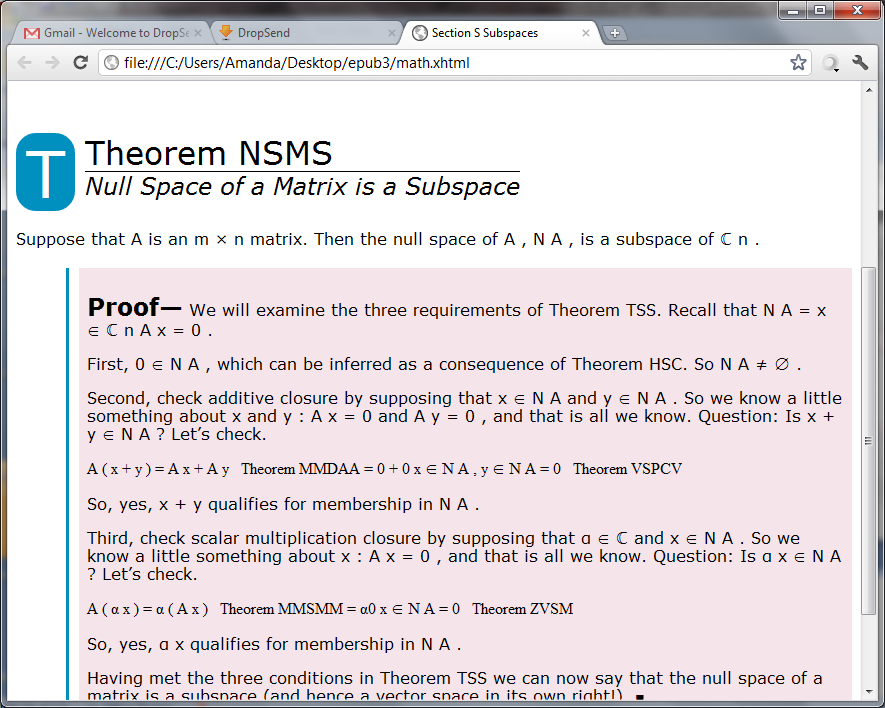 Gmail - Welcome to DropSe
DropSend
Section S Subspaces
file:///C:/Users/Amanda/Desktop/epub3/math.xhtml
T
Theorem NSMS
Null Space of a Matrix is a Subspace
Suppose that A is an m × n matrix. Then the null space of A , N A , is a subspace of ℂ n .
Proof— We will examine the three requirements of Theorem TSS. Recall that N A = x
∈ ℂ n A x = 0 .
First, 0 ∈ N A , which can be inferred as a consequence of Theorem HSC. So N A ≠ ∅ .
Second, check additive closure by supposing that x ∈ N A and y ∈ N A . So we know a little
something about x and y : A x = 0 and A y = 0 , and that is all we know. Question: Is x +
y ∈ N A ? Let’s check.
A ( x + y ) = A x + A y   Theorem MMDAA = 0 + 0 x ∈ N A , y ∈ N A = 0   Theorem VSPCV
So, yes, x + y qualifies for membership in N A .
Third, check scalar multiplication closure by supposing that α ∈ ℂ and x ∈ N A . So we
know a little something about x : A x = 0 , and that is all we know. Question: Is α x ∈ N A
? Let’s check.
A ( α x ) = α ( A x )   Theorem MMSMM = α0 x ∈ N A = 0   Theorem ZVSM
So, yes, α x qualifies for membership in N A .
Having met the three conditions in Theorem TSS we can now say that the null space of a
matrix is a subspace (and hence a vector space in its own right!). ■